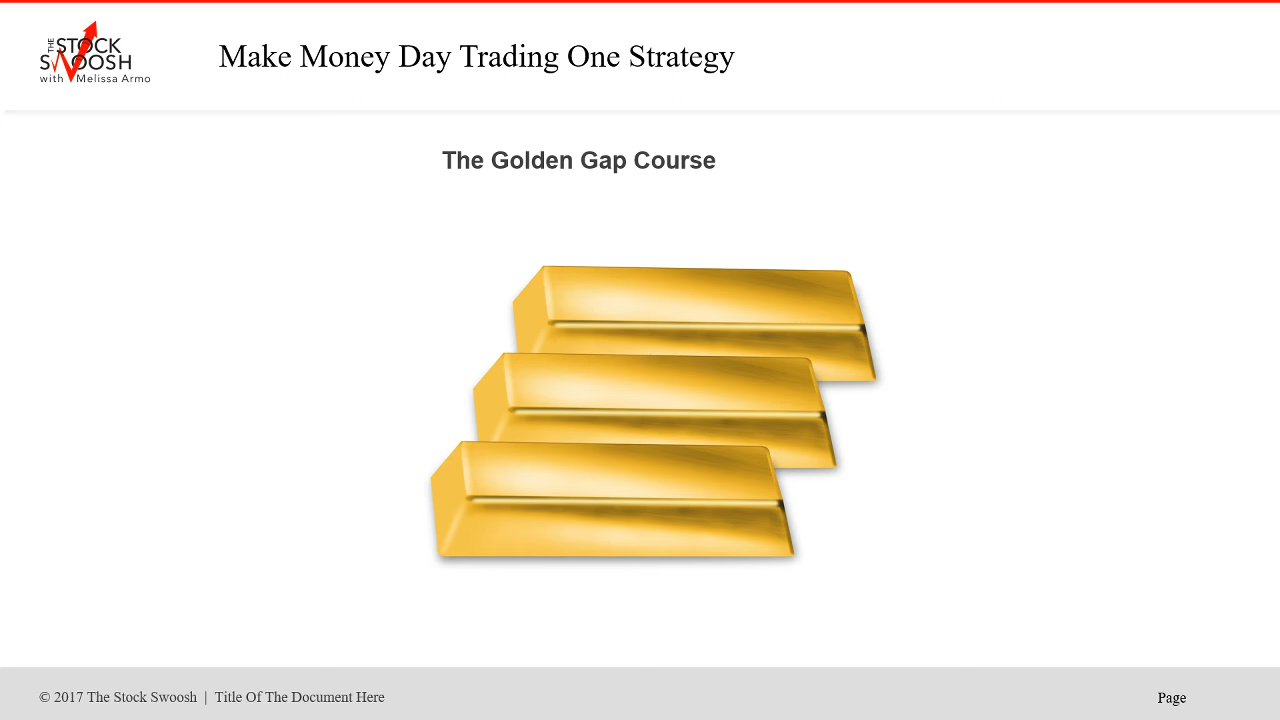 THE STOCK
SWOOSH
with Melissa Armo
Make Money Day Trading One Strategy
The Golden Gap Course
© 2017 The Stock Swoosh | Title Of The Document Here
Page